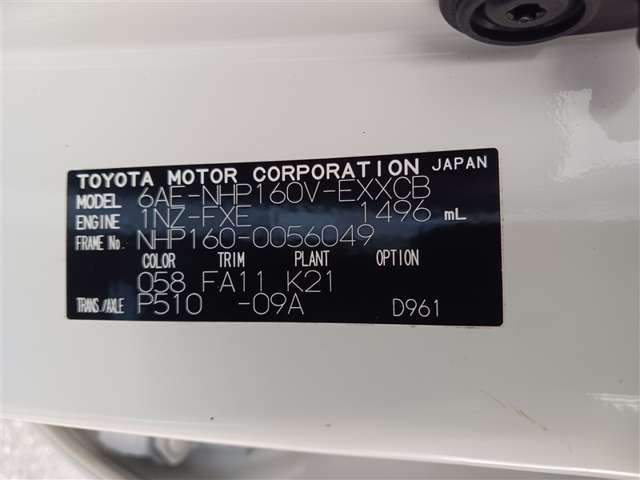 TOYOTA MOTOR CORPORATION JAPAN
MODEL 6AE-NHP160V-EXXCB
ENGINE 1NZ-FXE 1496 mL
FRAME No. NHP160-0056049
COLOR TRIM PLANT OPTION
058 FA11 K21
TRANS./AXLE P510 -09A D961